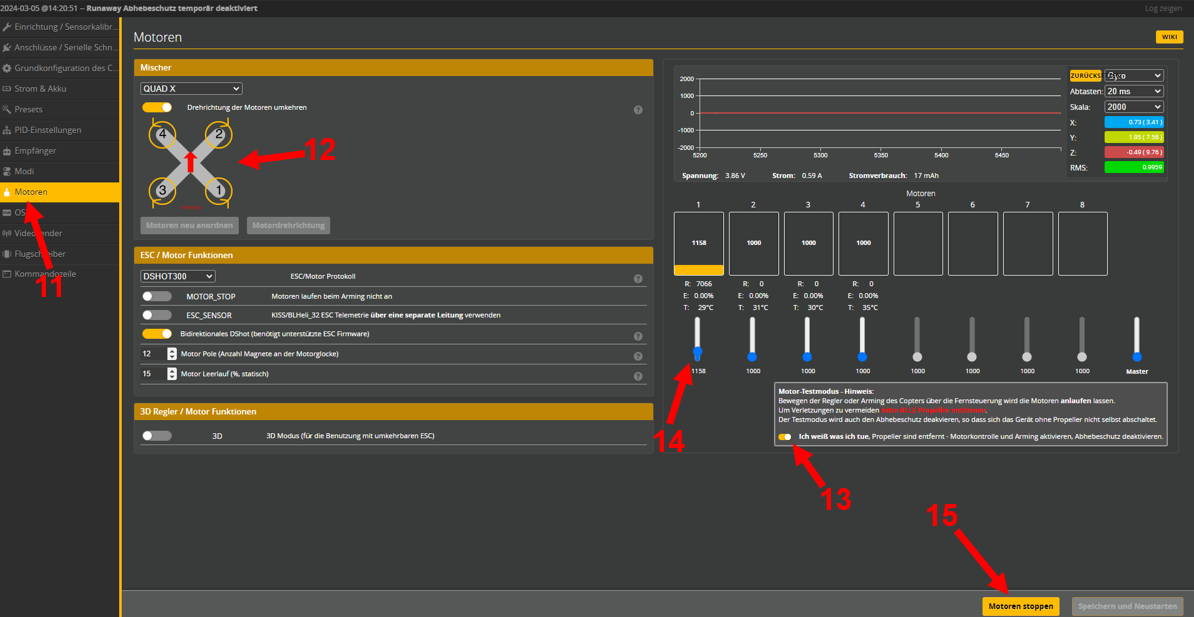 2024-03-05 @14:20:51 -- Runaway Abhebeschutz temporär deaktiviert
Log zeigen
Einrichtung / Sensorkalibr...
Anschlüsse / Serielle Schn...
Grundkonfiguration des C...
Strom & Akku
Presets
PID-Einstellungen
Empfänger
Modi
Motoren
OS
Flugschreiber
Kommandozeile
11
Motoren
WIKI
Mischer
QUAD X
Drehrichtung der Motoren umkehren
4 2
3 1
12
Motoren neu anordnen Motordrehrichtung
ESC / Motor Funktionen
DSHOT300 ESC/Motor Protokoll
MOTOR_STOP Motoren laufen beim Arming nicht an
ESC_SENSOR KISS/BLHeli_32 ESC Telemetrie über eine separate Leitung verwenden
Bidirektionales DShot (benötigt unterstützte ESC Firmware)
12 Motor Pole (Anzahl Magnete an der Motorglocke)
15 Motor Leerlauf (%, statisch)
3D Regler / Motor Funktionen
3D 3D Modus (für die Benutzung mit umkehrbaren ESC)
2000
1000
0
-1000
-2000
5200 5250 5300 5350 5400 5450
Spannung: 3.86 V Strom: 0.59 A Stromverbrauch: 17 mAh
ZURÜCKSE Gyro
Abtasten: 20 ms
Skala: 2000
X: 0.73 ( 3.41 )
Y: 1.95 ( 7.56 )
Z: -0.49 ( 9.76 )
RMS: 0.9959
Motoren
1 2 3 4 5 6 7 8
1158 1000 1000 1000
R: 7066 R: 0 R: 0 R: 0
E: 0.00% E: 0.00% E: 0.00% E: 0.00%
T: 29°C T: 31°C T: 30°C T: 35°C
1158 1000 1000 1000 1000 1000 1000 1000 Master
14
Motor-Testmodus - Hinweis:
Bewegen der Regler oder Arming des Copters über die Fernsteuerung wird die Motoren anlaufen lassen.
Um Verletzungen zu vermeiden bitte ALLE Propeller entfernen.
Der Testmodus wird auch den Abhebeschutz deakvieren, so dass sich das Gerät ohne Propeller nicht selbst abschaltet.
Ich weiß was ich tue, Propeller sind entfernt - Motorkontrolle und Arming aktivieren, Abhebeschutz deaktivieren.
13
15
Motoren stoppen Speichern und Neustarten